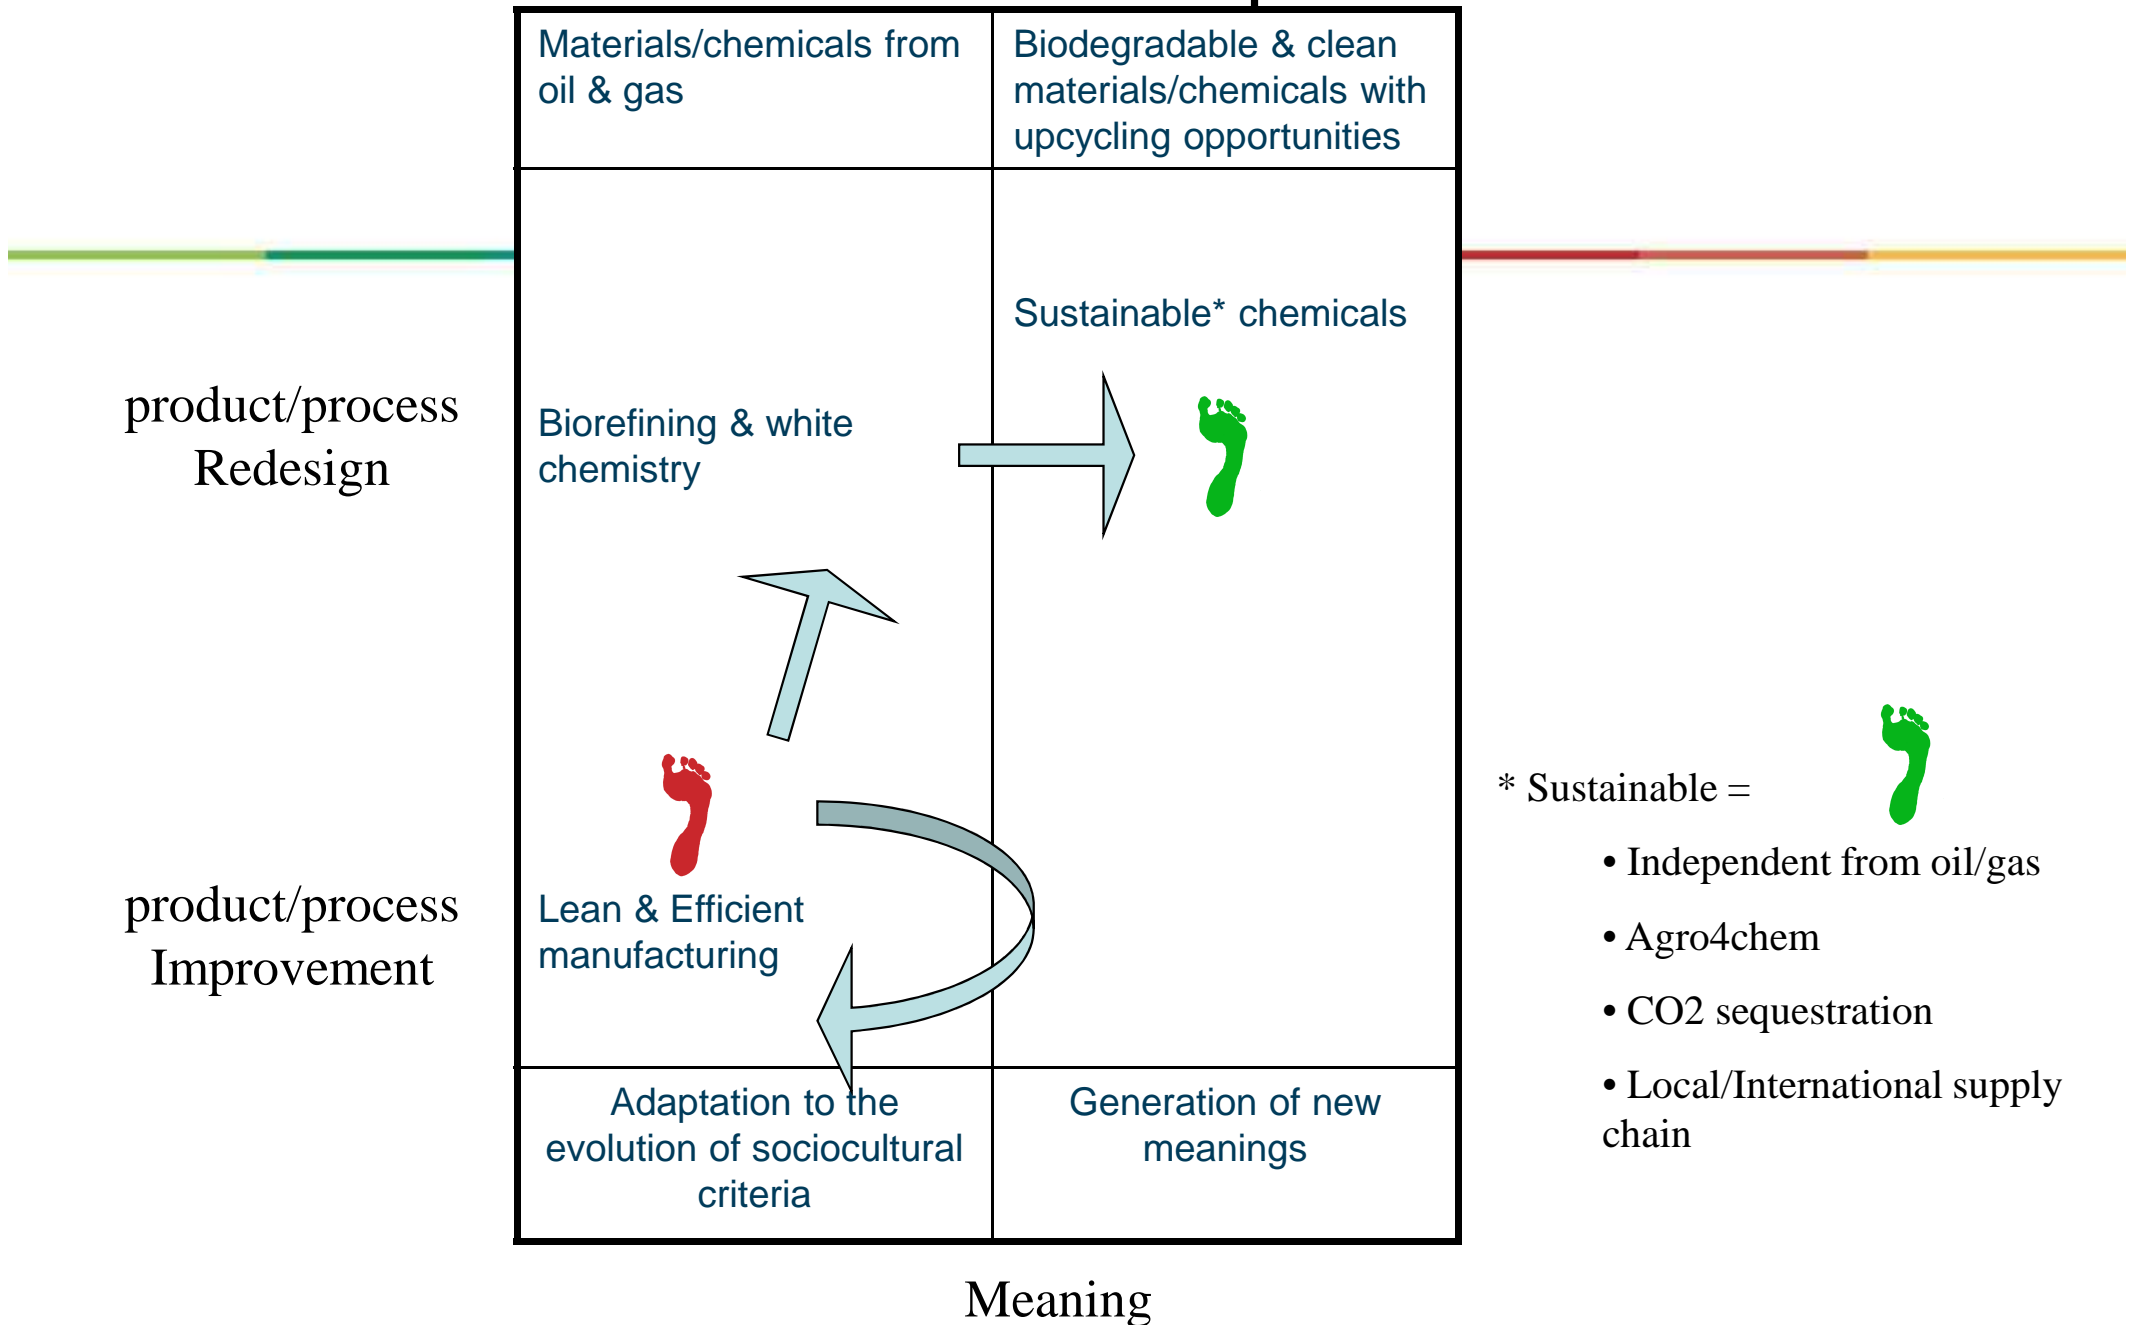 Materials/chemicals from
oil & gas
Biodegradable & clean
materials/chemicals with
upcycling opportunities
Sustainable* chemicals
product/process
Redesign
Biorefining & white
chemistry
product/process
Improvement
Lean & Efficient
manufacturing
* Sustainable =
• Independent from oil/gas
• Agro4chem
• CO2 sequestration
• Local/International supply
chain
Adaptation to the
evolution of sociocultural
criteria
Generation of new
meanings
Meaning